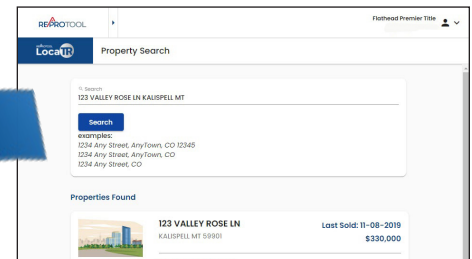 REPROTOOL
Flathead Premier Title
LocaTR
Property Search
Search
123 VALLEY ROSE LN KALISPELL MT
Search
examples:
1234 Any Street, AnyTown, CO 12345
1234 Any Street, AnyTown, CO
1234 Any Street, CO
Properties Found
123 VALLEY ROSE LN
Last Sold: 11-08-2019
KALISPELL MT 59901
$330,000